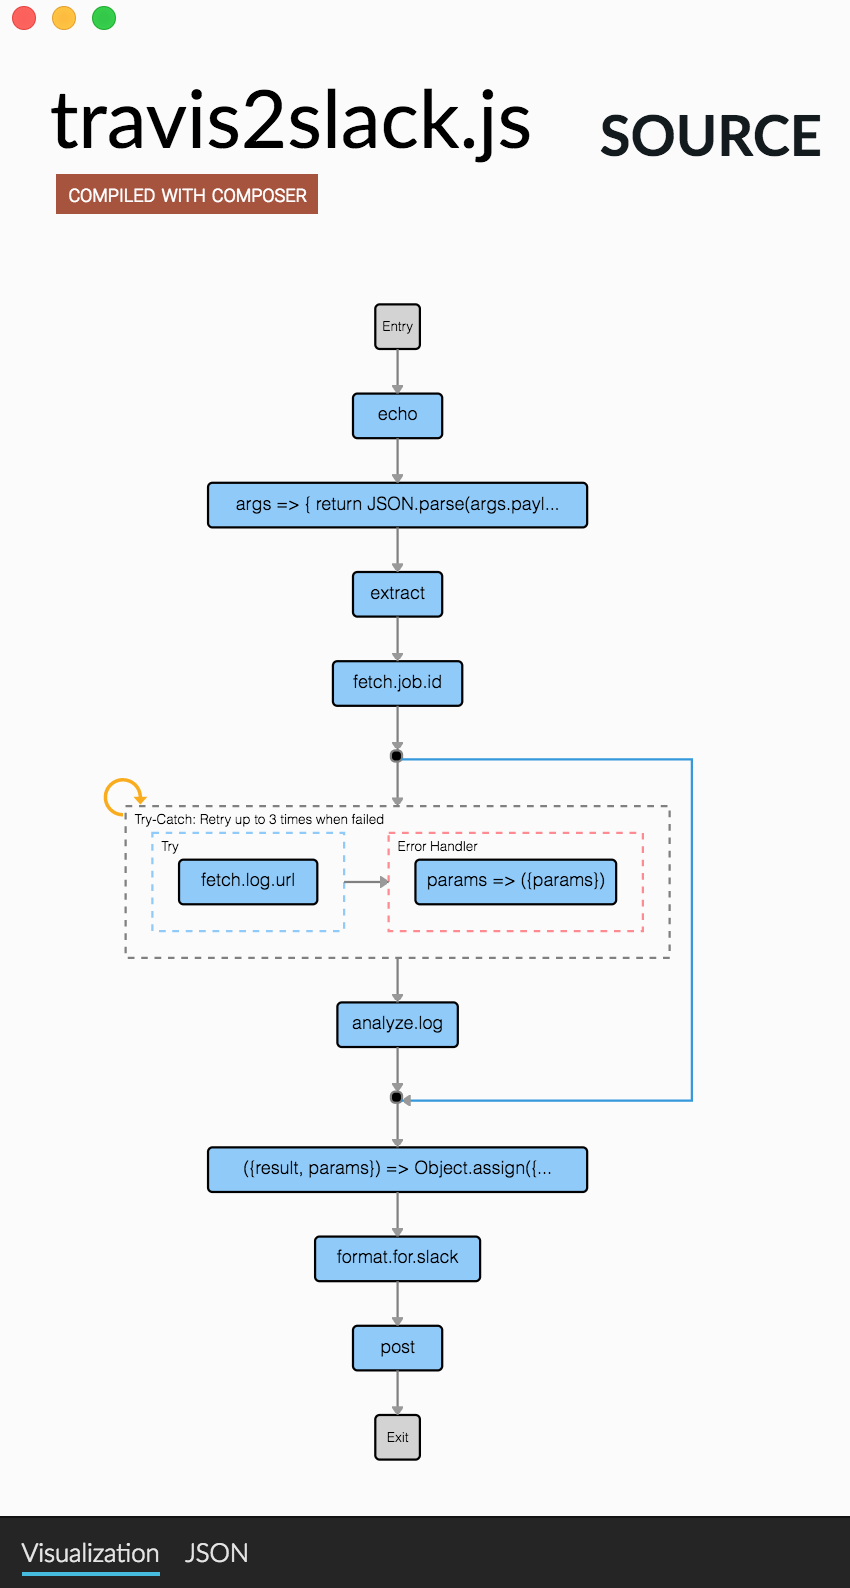 travis2slack.js
SOURCE
COMPILED WITH COMPOSER
Entry
echo
args => { return JSON.parse(args.payl...
extract
fetch.job.id
Try-Catch: Retry up to 3 times when failed
Try
Error Handler
fetch.log.url
params => ({params})
analyze.log
({result, params}) => Object.assign({...
format.for.slack
post
Exit
Visualization JSON